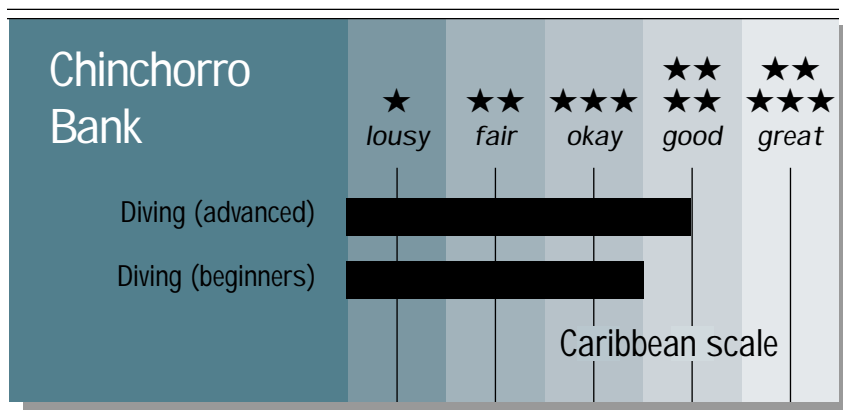 Chinchorro
Bank
★ ★★ ★★★ ★★★★ ★★★★★
lousy fair okay good great
Diving (advanced)
Diving (beginners)
Caribbean scale